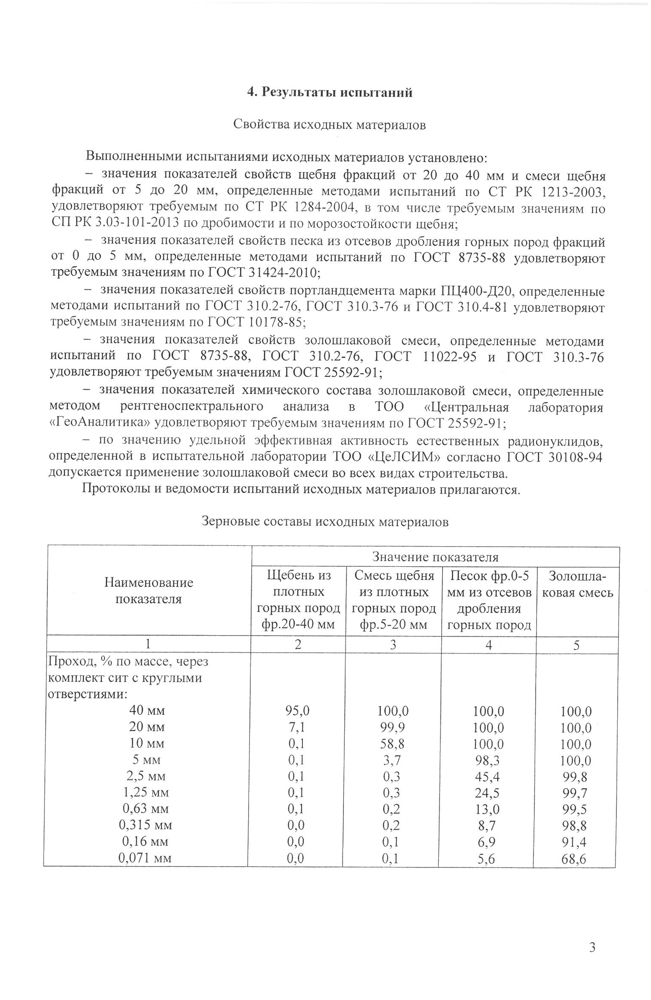 4. Результаты испытаний
Свойства исходных материалов
Выполненными испытаниями исходных материалов установлено:
– значения показателей свойств щебня фракций от 20 до 40 мм и смеси щебня
фракций от 5 до 20 мм, определенные методами испытаний по СТ РК 1213-2003,
удовлетворяют требуемым по СТ РК 1284-2004, в том числе требуемым значениям по
СП РК 3.03-101-2013 по дробимости и по морозостойкости щебня;
– значения показателей свойств песка из отсевов дробления горных пород фракций
от 0 до 5 мм, определенные методами испытаний по ГОСТ 8735-88 удовлетворяют
требуемым значениям по ГОСТ 31424-2010;
– значения показателей свойств портландцемента марки ПЦ400-Д20, определенные
методами испытаний по ГОСТ 310.2-76, ГОСТ 310.3-76 и ГОСТ 310.4-81 удовлетворяют
требуемым значениям по ГОСТ 10178-85;
– значения показателей свойств золошлаковой смеси, определенные методами
испытаний по ГОСТ 8735-88, ГОСТ 310.2-76, ГОСТ 11022-95 и ГОСТ 310.3-76
удовлетворяют требуемым значениям ГОСТ 25592-91;
– значения показателей химического состава золошлаковой смеси, определенные
методом рентгеноспектрального анализа в ТОО «Центральная лаборатория
«ГеоАналитика» удовлетворяют требуемым значениям по ГОСТ 25592-91;
– по значению удельной эффективная активность естественных радионуклидов,
определенной в испытательной лаборатории ТОО «ЦеЛСИМ» согласно ГОСТ 30108-94
допускается применение золошлаковой смеси во всех видах строительства.
Протоколы и ведомости испытаний исходных материалов прилагаются.
Зерновые составы исходных материалов
Наименование
показателя
Значение показателя
Щебень из
плотных
горных пород
фр.20-40 мм
Смесь щебня
из плотных
горных пород
фр.5-20 мм
Песок фр.0-5
мм из отсевов
дробления
горных пород
Золошла-
ковая смесь
1 2 3 4 5
Проход, % по массе, через
комплект сит с круглыми
отверстиями:
40 мм 95,0 100,0 100,0 100,0
20 мм 7,1 99,9 100,0 100,0
10 мм 0,1 58,8 100,0 100,0
5 мм 0,1 3,7 98,3 100,0
2,5 мм 0,1 0,3 45,4 99,8
1,25 мм 0,1 0,3 24,5 99,7
0,63 мм 0,1 0,2 13,0 99,5
0,315 мм 0,0 0,2 8,7 98,8
0,16 мм 0,0 0,1 6,9 91,4
0,071 мм 0,0 0,1 5,6 68,6
3